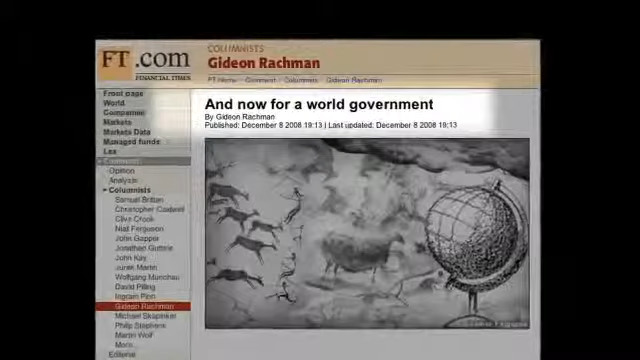 FT.com
FINANCIAL TIMES
COLUMNISTS
Gideon Rachman
FT Home > Comment > Columnists > Gideon Rachman
Front page
World
Companies
Markets
Markets Data
Managed funds
Lex
Comment
Opinion
Analysis
Columnists
Samuel Brittan
Christopher Caldwell
Clive Crook
Niall Ferguson
John Gapper
Jonathan Guthrie
John Kay
Jurek Martin
Wolfgang Munchau
David Pilling
Ingram Pinn
Gideon Rachman
Michael Skapinker
Philip Stephens
Martin Wolf
More...
Editorial
And now for a world government
By Gideon Rachman
Published: December 8 2008 19:13 | Last updated: December 8 2008 19:13